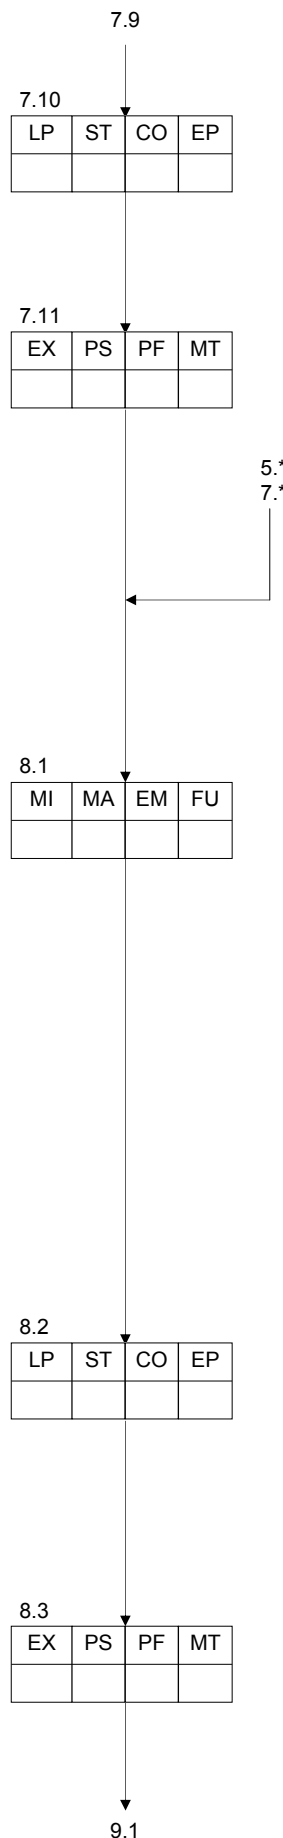 7.9
7.10
LP ST CO EP
7.11
EX PS PF MT
5.*
7.*
8.1
MI MA EM FU
8.2
LP ST CO EP
8.3
EX PS PF MT
9.1